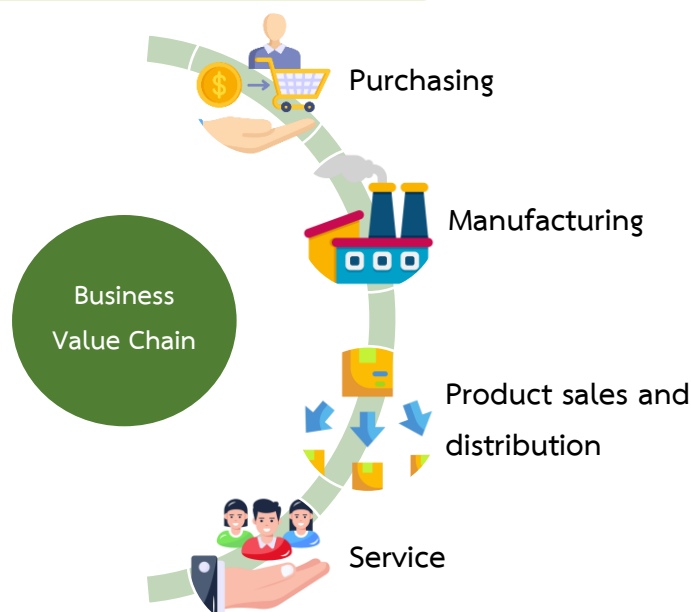 Purchasing
Manufacturing
Business
Value Chain
Product sales and
distribution
Service
$